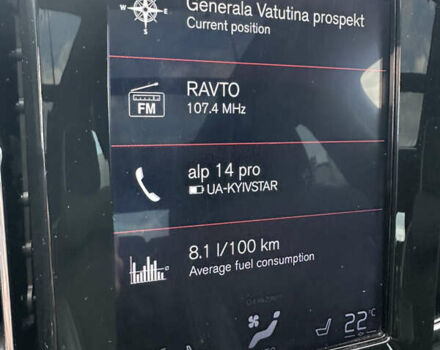 Generala Vatutina prospekt
Current position
RAVTO
107.4 MHz
FM
alp 14 pro
UA-KYIVSTAR
8.1 l/100 km
Average fuel consumption
22°C